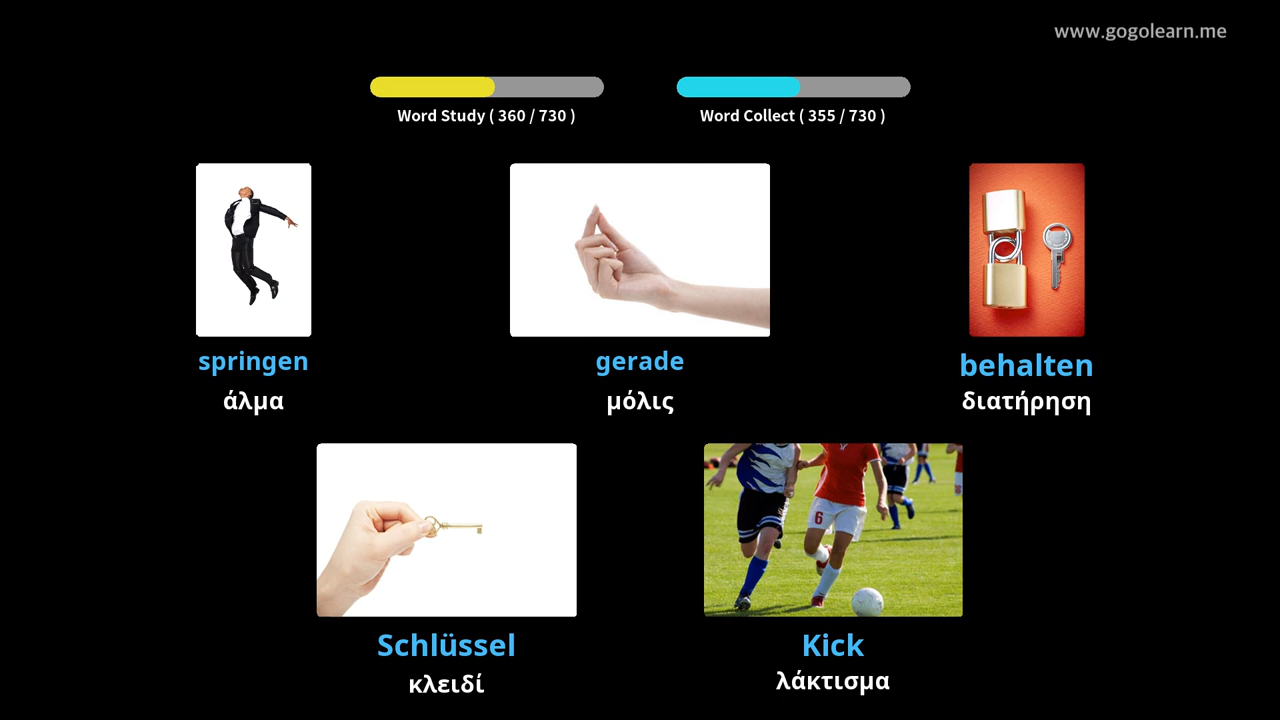 www.gogolearn.me
Word Study ( 360 / 730 )
Word Collect ( 355 / 730 )
springen
άλμα
gerade
μόλις
behalten
διατήρηση
Schlüssel
κλειδί
6
Kick
λάκτισμα